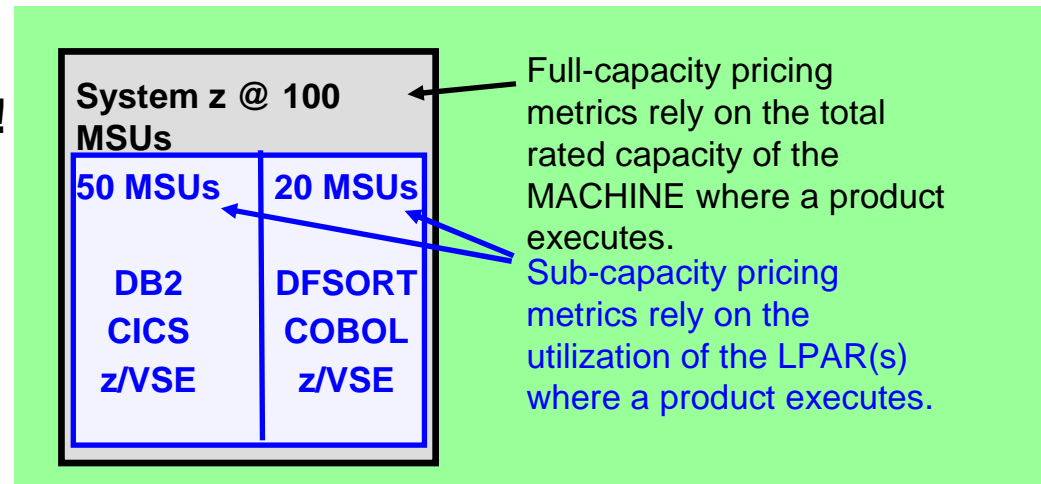 !
System z @ 100
MSUs
50 MSUs
20 MSUs
DB2
DFSORT
CICS
COBOL
z/VSE
z/VSE
Full-capacity pricing
metrics rely on the total
rated capacity of the
MACHINE where a product
executes.
Sub-capacity pricing
metrics rely on the
utilization of the LPAR(s)
where a product executes.